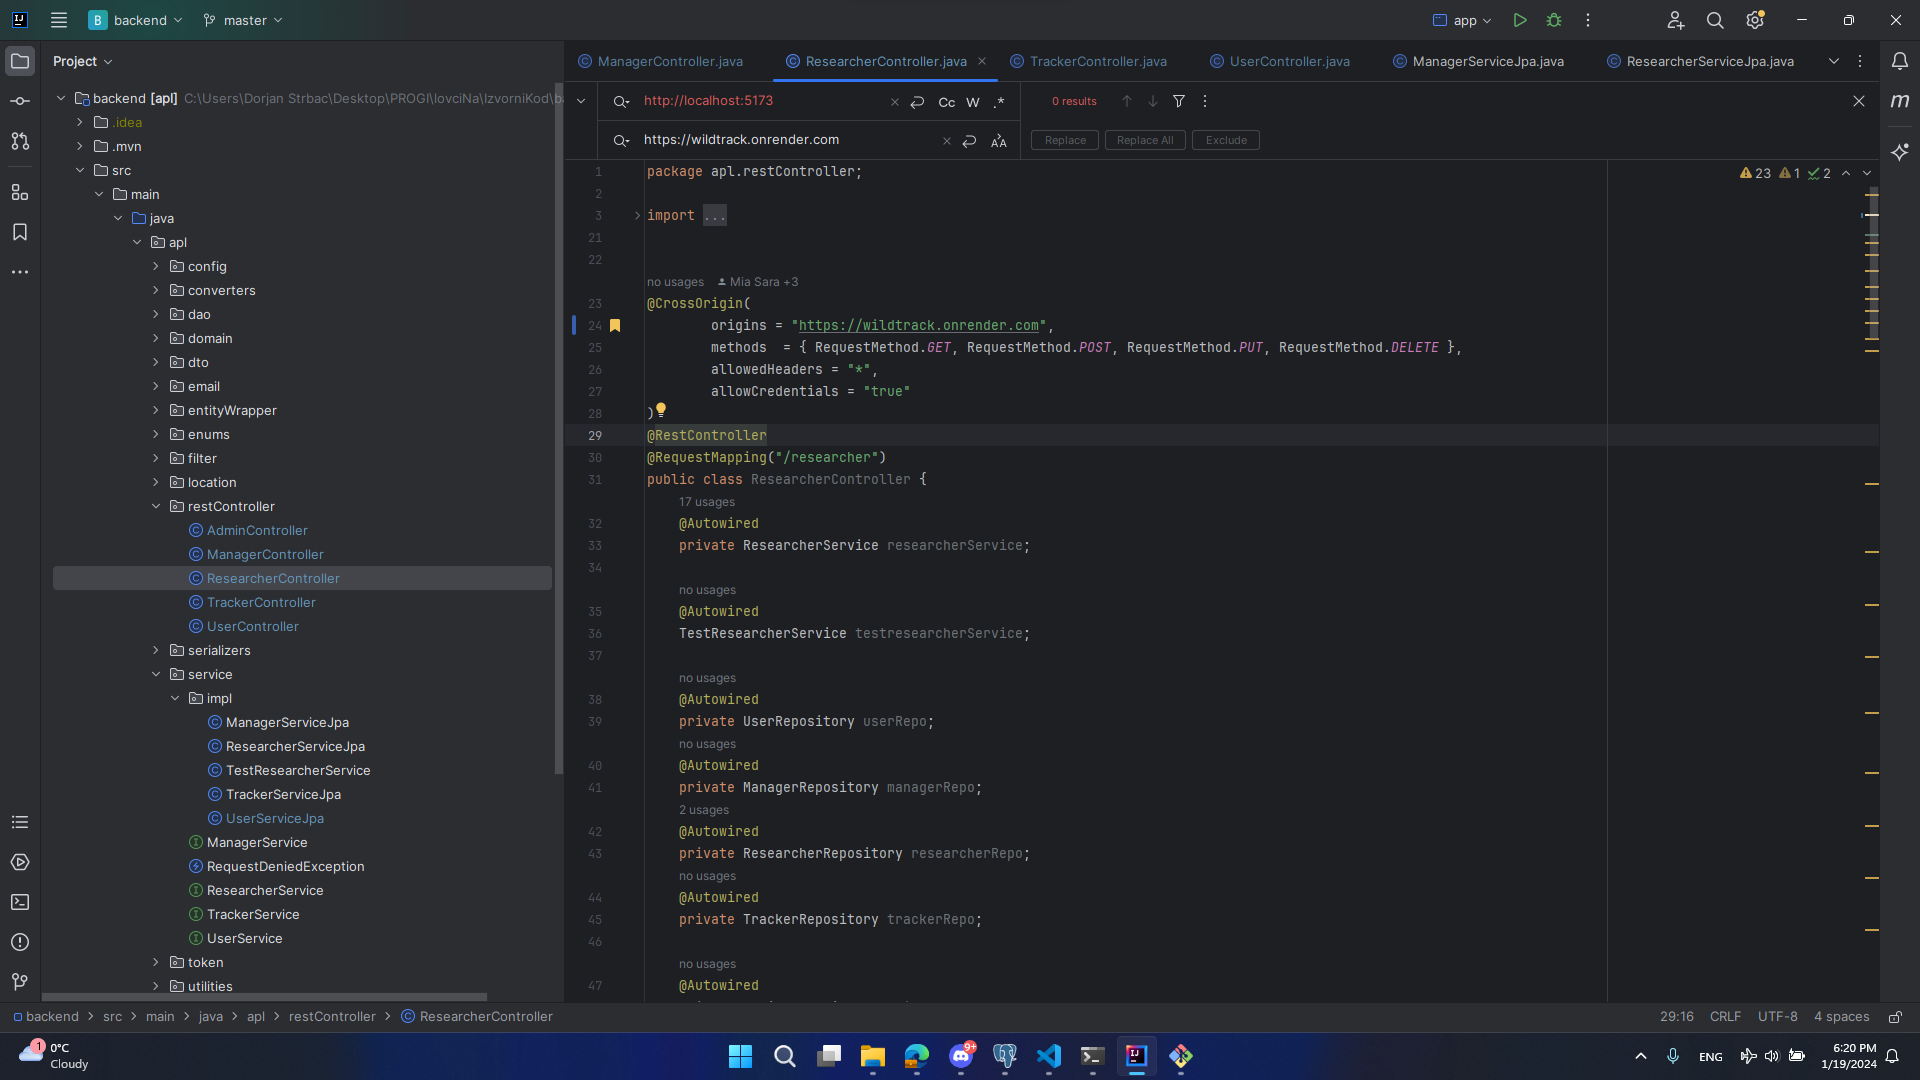 backend
master
app
Project
ManagerController.java
ResearcherController.java
TrackerController.java
UserController.java
ManagerServiceJpa.java
ResearcherServiceJpa.java
backend [apl] C:\Users\Dorjan Strbac\Desktop\PROGI\lovciNa\IzvorniKod\ba
.idea
.mvn
src
main
java
apl
config
converters
dao
domain
dto
email
entityWrapper
enums
filter
location
restController
AdminController
ManagerController
ResearcherController
TrackerController
UserController
serializers
service
impl
ManagerServiceJpa
ResearcherServiceJpa
TestResearcherService
TrackerServiceJpa
UserServiceJpa
ManagerService
RequestDeniedException
ResearcherService
TrackerService
UserService
token
utilities
http://localhost:5173
Cc W .*
0 results
https://wildtrack.onrender.com
Replace
Replace All
Exclude
23 1 2
1 package apl.restController;
2
3 import ...
21
22
no usages Mia Sara +3
23 @CrossOrigin(
24 origins = "https://wildtrack.onrender.com",
25 methods = { RequestMethod.GET, RequestMethod.POST, RequestMethod.PUT, RequestMethod.DELETE },
26 allowedHeaders = "*",
27 allowCredentials = "true"
28 )
29 @RestController
30 @RequestMapping("/researcher")
31 public class ResearcherController {
17 usages
32 @Autowired
33 private ResearcherService researcherService;
34
no usages
35 @Autowired
36 TestResearcherService testresearcherService;
37
no usages
38 @Autowired
39 private UserRepository userRepo;
no usages
40 @Autowired
41 private ManagerRepository managerRepo;
2 usages
42 @Autowired
43 private ResearcherRepository researcherRepo;
no usages
44 @Autowired
45 private TrackerRepository trackerRepo;
46
no usages
47 @Autowired
backend > src > main > java > apl > restController > ResearcherController
29:16 CRLF UTF-8 4 spaces
1
0°C
Cloudy
9+
ENG
6:20 PM
1/19/2024